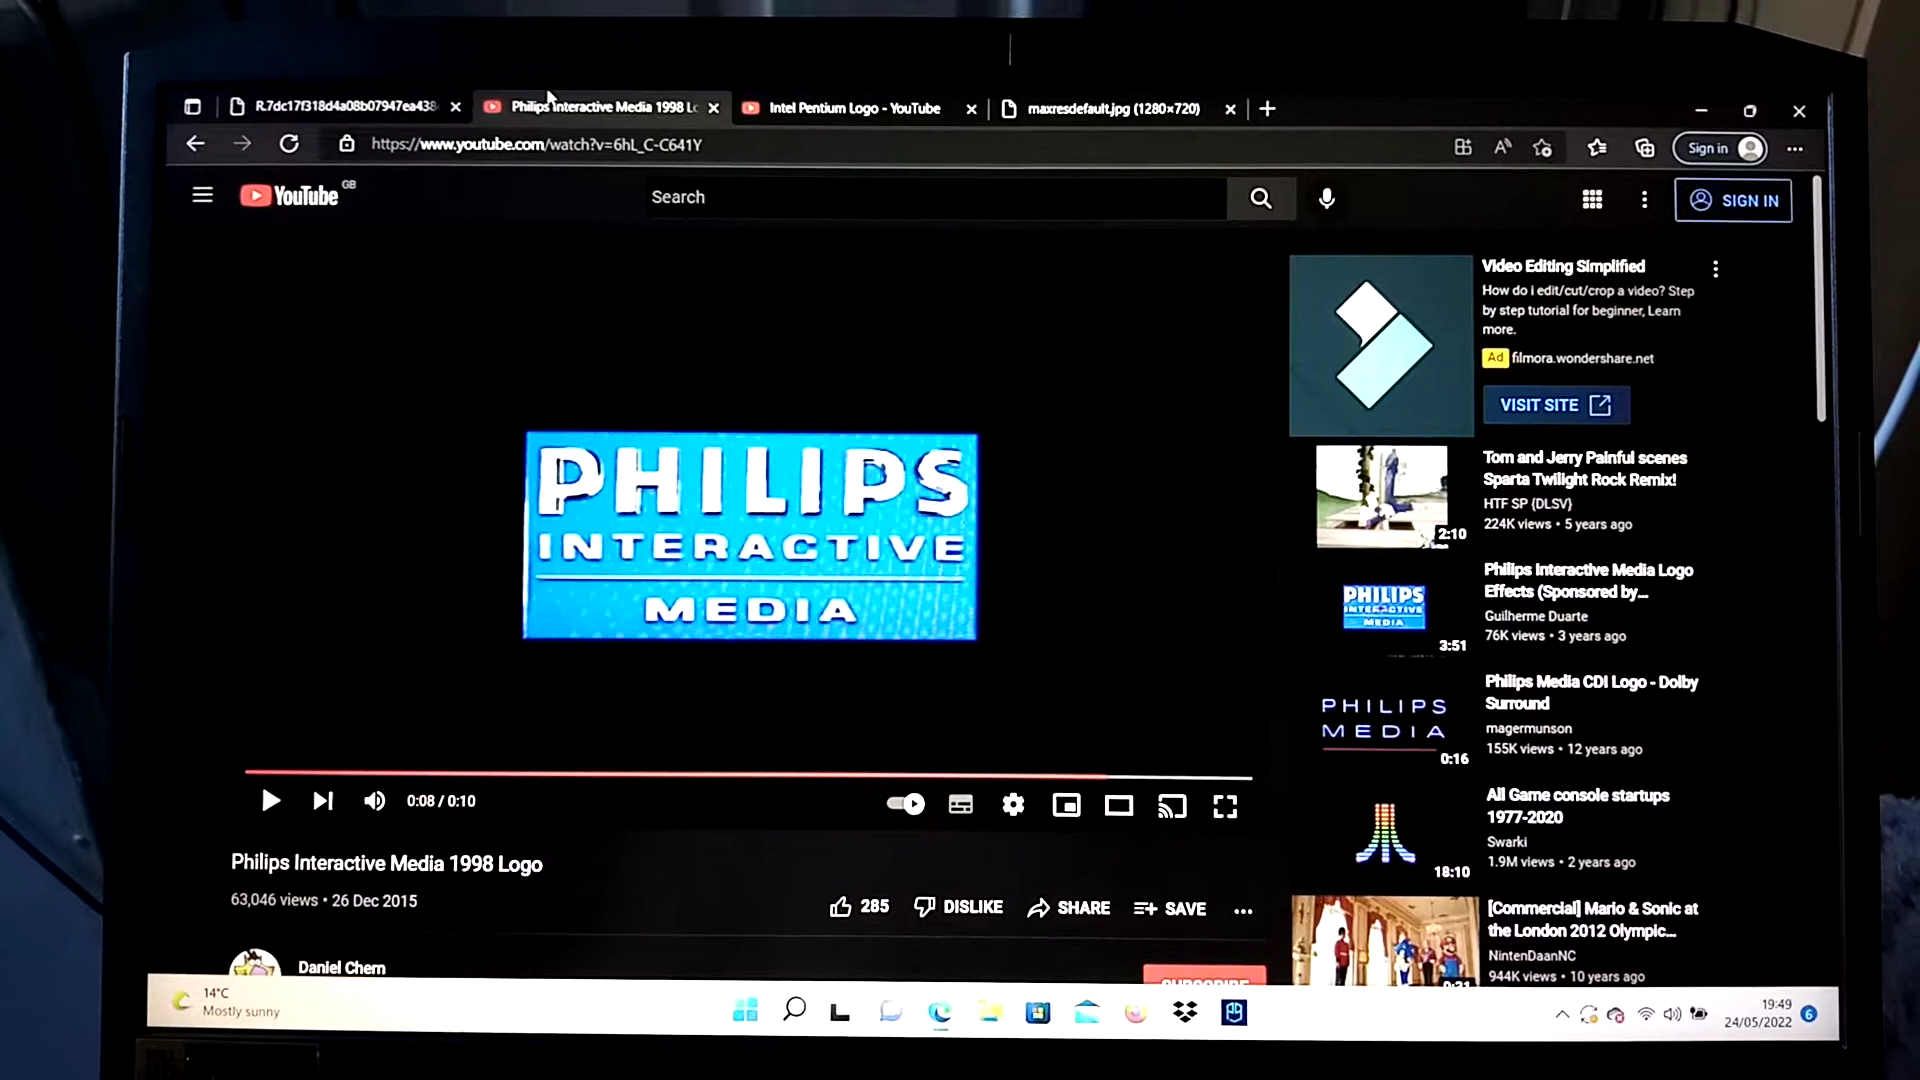 R.7dc17f318d4a08b07947ea438
Philips Interactive Media 1998 Lo
Intel Pentium Logo - YouTube
maxresdefault.jpg (1280×720)
https://www.youtube.com/watch?v=6hL_C-C641Y
Sign in
YouTube GB
Search
SIGN IN
PHILIPS
INTERACTIVE
MEDIA
0:08 / 0:10
Philips Interactive Media 1998 Logo
63,046 views • 26 Dec 2015
285
DISLIKE
SHARE
SAVE
Daniel Chern
SUBSCRIBE
Video Editing Simplified
How do i edit/cut/crop a video? Step
by step tutorial for beginner, Learn
more.
Ad filmora.wondershare.net
VISIT SITE
2:10
Tom and Jerry Painful scenes
Sparta Twilight Rock Remix!
HTF SP {DLSV}
224K views • 5 years ago
PHILIPS
INTERACTIVE
MEDIA
3:51
Philips Interactive Media Logo
Effects (Sponsored by...
Guilherme Duarte
76K views • 3 years ago
PHILIPS
MEDIA
0:16
Philips Media CDI Logo - Dolby
Surround
magermunson
155K views • 12 years ago
18:10
All Game console startups
1977-2020
Swarki
1.9M views • 2 years ago
[Commercial] Mario & Sonic at
the London 2012 Olympic...
NintenDaanNC
944K views • 10 years ago
14°C
Mostly sunny
19:49
24/05/2022
6